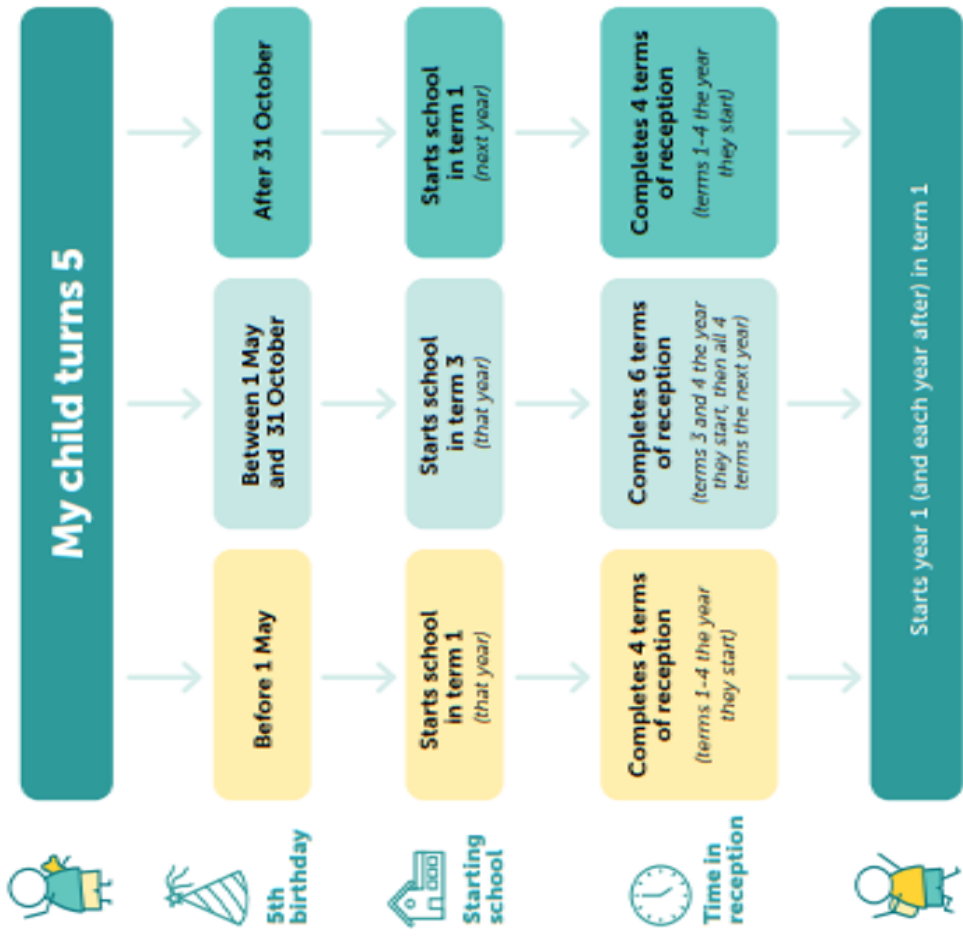 My child turns 5
5th
birthday
Before 1 May
Between 1 May
and 31 October
After 31 October
Starting
school
Starts school
in term 1
(that year)
Starts school
in term 3
(that year)
Starts school
in term 1
(next year)
Time in
reception
Completes 4 terms
of reception
(terms 1-4 the year
they start)
Completes 6 terms
of reception
(terms 3 and 4 the year
they start, then all 4
terms the next year)
Completes 4 terms
of reception
(terms 1-4 the year
they start)
Starts year 1 (and each year after) in term 1